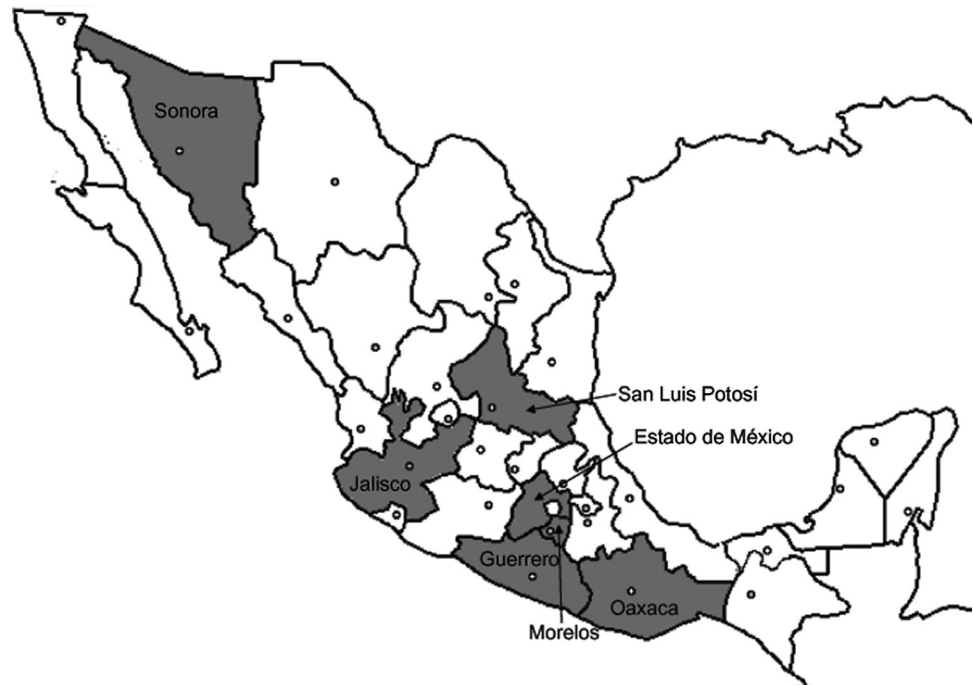 Sonora
San Luis Potosí
Estado de México
Jalisco
Guerrero
Oaxaca
Morelos